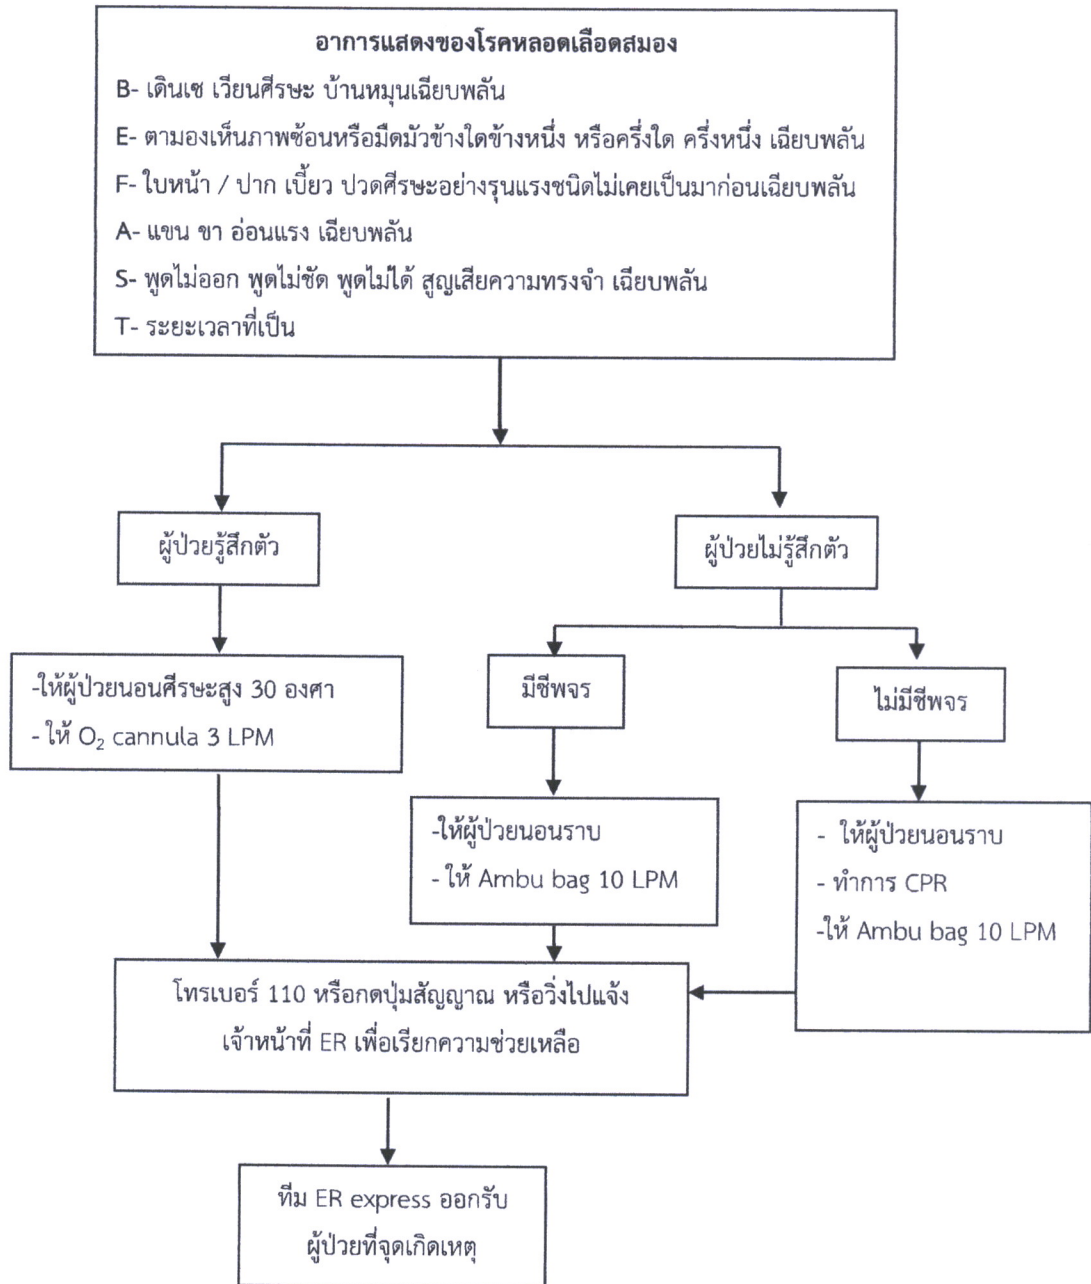 อาการแสดงของโรคหลอดเลือดสมอง
B- เดินเซ เวียนศีรษะ บ้านหมุนเฉียบพลัน
E- ตามองเห็นภาพซ้อนหรือมืดมัวข้างใดข้างหนึ่ง หรือครึ่งใด ครึ่งหนึ่ง เฉียบพลัน
F- ใบหน้า / ปาก เบี้ยว ปวดศีรษะอย่างรุนแรงชนิดไม่เคยเป็นมาก่อนเฉียบพลัน
A- แขน ขา อ่อนแรง เฉียบพลัน
S- พูดไม่ออก พูดไม่ชัด พูดไม่ได้ สูญเสียความทรงจำ เฉียบพลัน
T- ระยะเวลาที่เป็น
ผู้ป่วยรู้สึกตัว
ผู้ป่วยไม่รู้สึกตัว
-ให้ผู้ป่วยนอนศีรษะสูง 30 องศา
- ให้ O₂ cannula 3 LPM
มีชีพจร
ไม่มีชีพจร
-ให้ผู้ป่วยนอนราบ
- ให้ Ambu bag 10 LPM
- ให้ผู้ป่วยนอนราบ
- ทำการ CPR
-ให้ Ambu bag 10 LPM
โทรเบอร์ 110 หรือกดปุ่มสัญญาณ หรือวิ่งไปแจ้ง
เจ้าหน้าที่ ER เพื่อเรียกความช่วยเหลือ
ทีม ER express ออกรับ
ผู้ป่วยที่จุดเกิดเหตุ